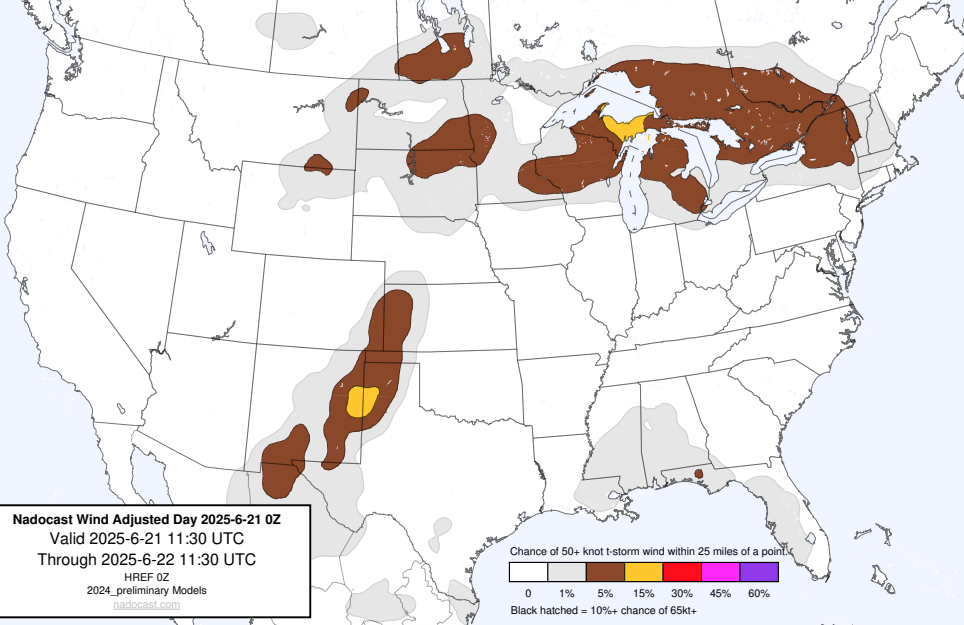 Nadocast Wind Adjusted Day 2025-6-21 0Z
Valid 2025-6-21 11:30 UTC
Through 2025-6-22 11:30 UTC
HREF 0Z
2024_preliminary Models
nadocast.com
Chance of 50+ knot t-storm wind within 25 miles of a point.
0 1% 5% 15% 30% 45% 60%
Black hatched = 10%+ chance of 65kt+